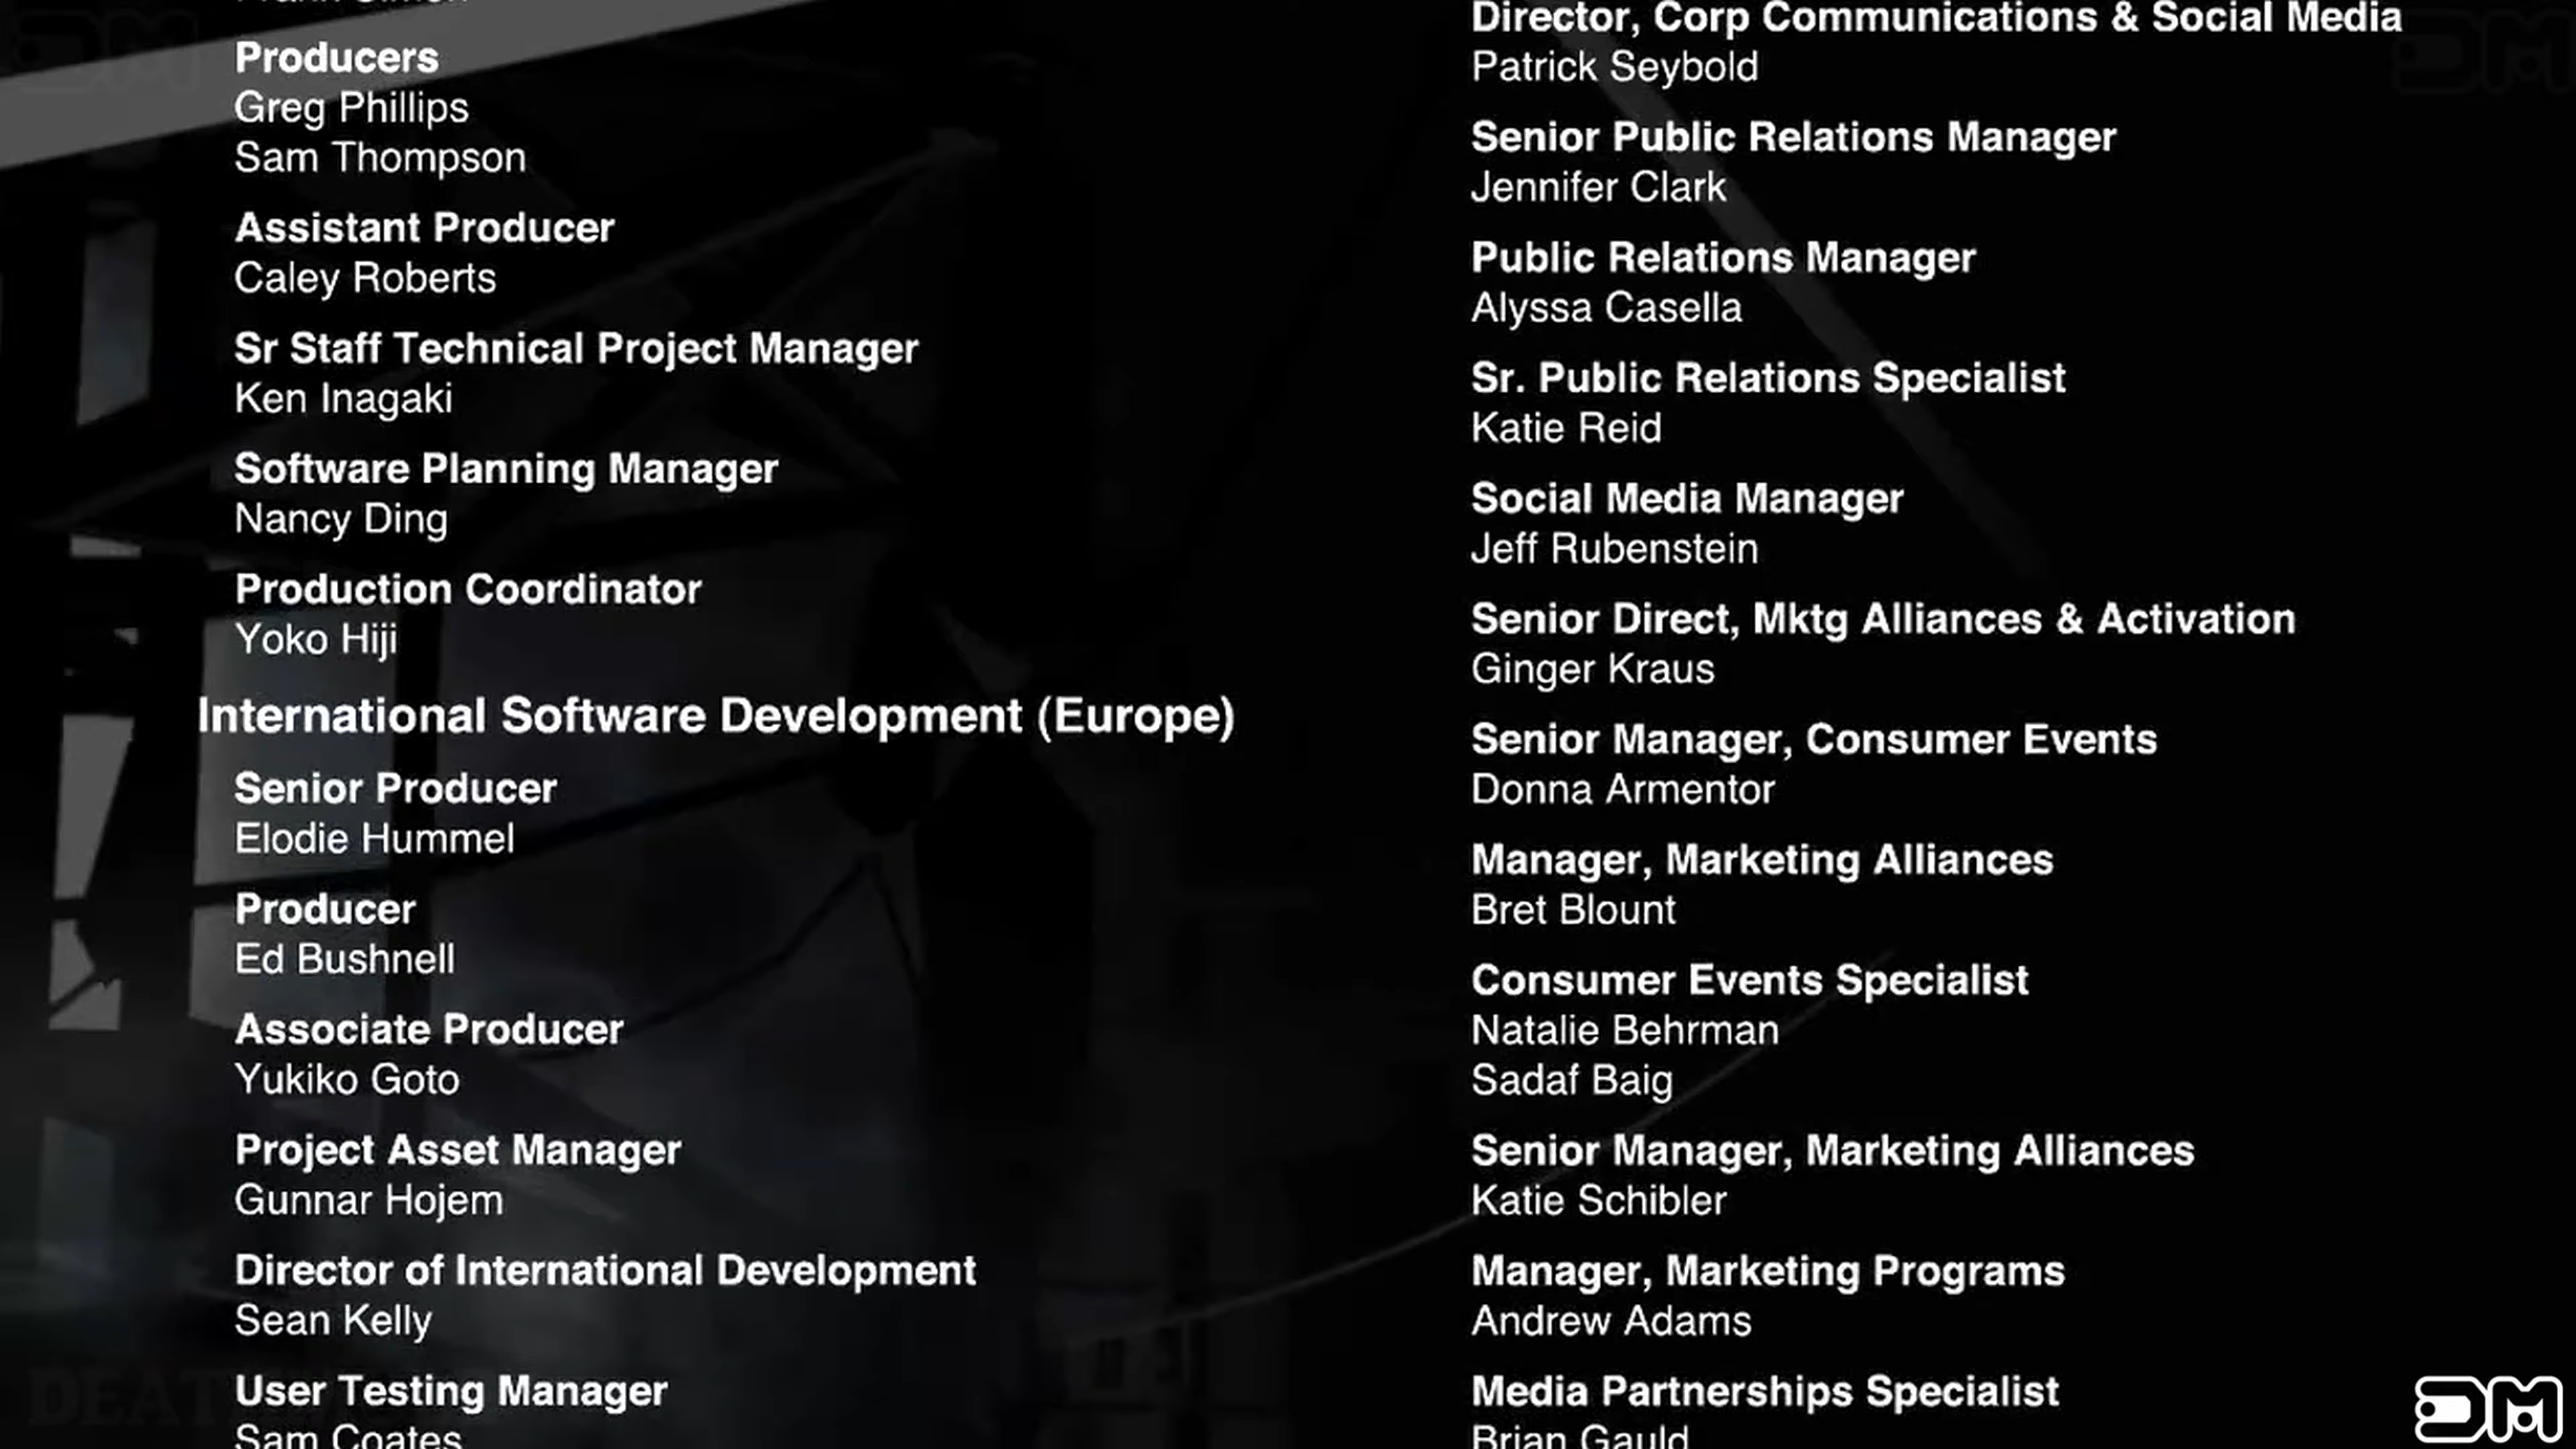 Producers
Greg Phillips
Sam Thompson
Assistant Producer
Caley Roberts
Sr Staff Technical Project Manager
Ken Inagaki
Software Planning Manager
Nancy Ding
Production Coordinator
Yoko Hiji
International Software Development (Europe)
Senior Producer
Elodie Hummel
Producer
Ed Bushnell
Associate Producer
Yukiko Goto
Project Asset Manager
Gunnar Hojem
Director of International Development
Sean Kelly
User Testing Manager
Sam Coates
Director, Corp Communications & Social Media
Patrick Seybold
Senior Public Relations Manager
Jennifer Clark
Public Relations Manager
Alyssa Casella
Sr. Public Relations Specialist
Katie Reid
Social Media Manager
Jeff Rubenstein
Senior Direct, Mktg Alliances & Activation
Ginger Kraus
Senior Manager, Consumer Events
Donna Armentor
Manager, Marketing Alliances
Bret Blount
Consumer Events Specialist
Natalie Behrman
Sadaf Baig
Senior Manager, Marketing Alliances
Katie Schibler
Manager, Marketing Programs
Andrew Adams
Media Partnerships Specialist
Brian Gauld
DM